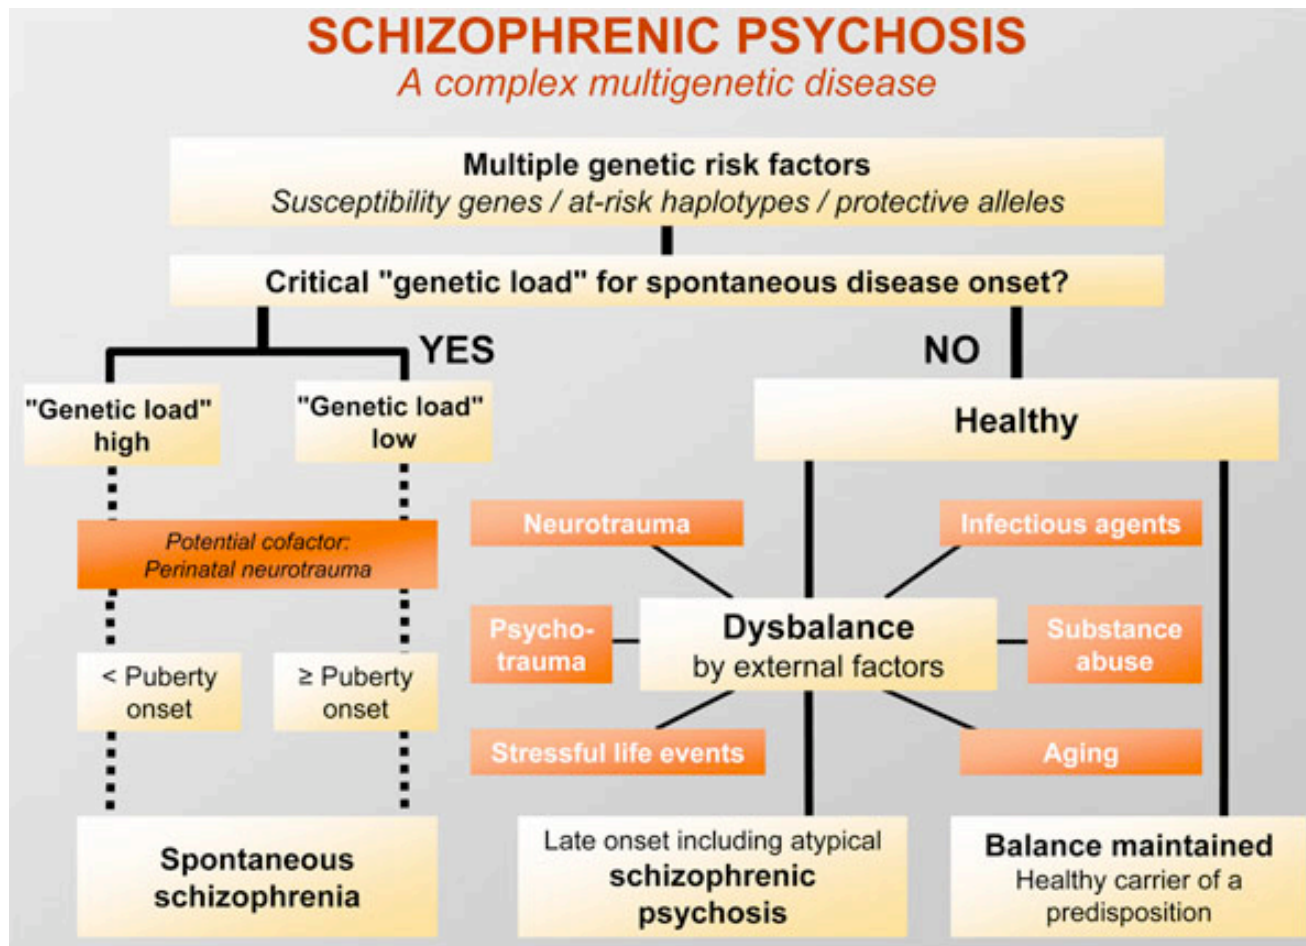 SCHIZOPHRENIC PSYCHOSIS
A complex multigenetic disease
Multiple genetic risk factors
Susceptibility genes / at-risk haplotypes / protective alleles
Critical "genetic load" for spontaneous disease onset?
YES
NO
"Genetic load"
high
"Genetic load"
low
Healthy
Potential cofactor:
Perinatal neurotrauma
Neurotrauma
Infectious agents
Psycho-
trauma
Dysbalance
by external factors
Substance
abuse
Stressful life events
Aging
< Puberty
onset
≥ Puberty
onset
Spontaneous
schizophrenia
Late onset including atypical
schizophrenic
psychosis
Balance maintained
Healthy carrier of a
predisposition